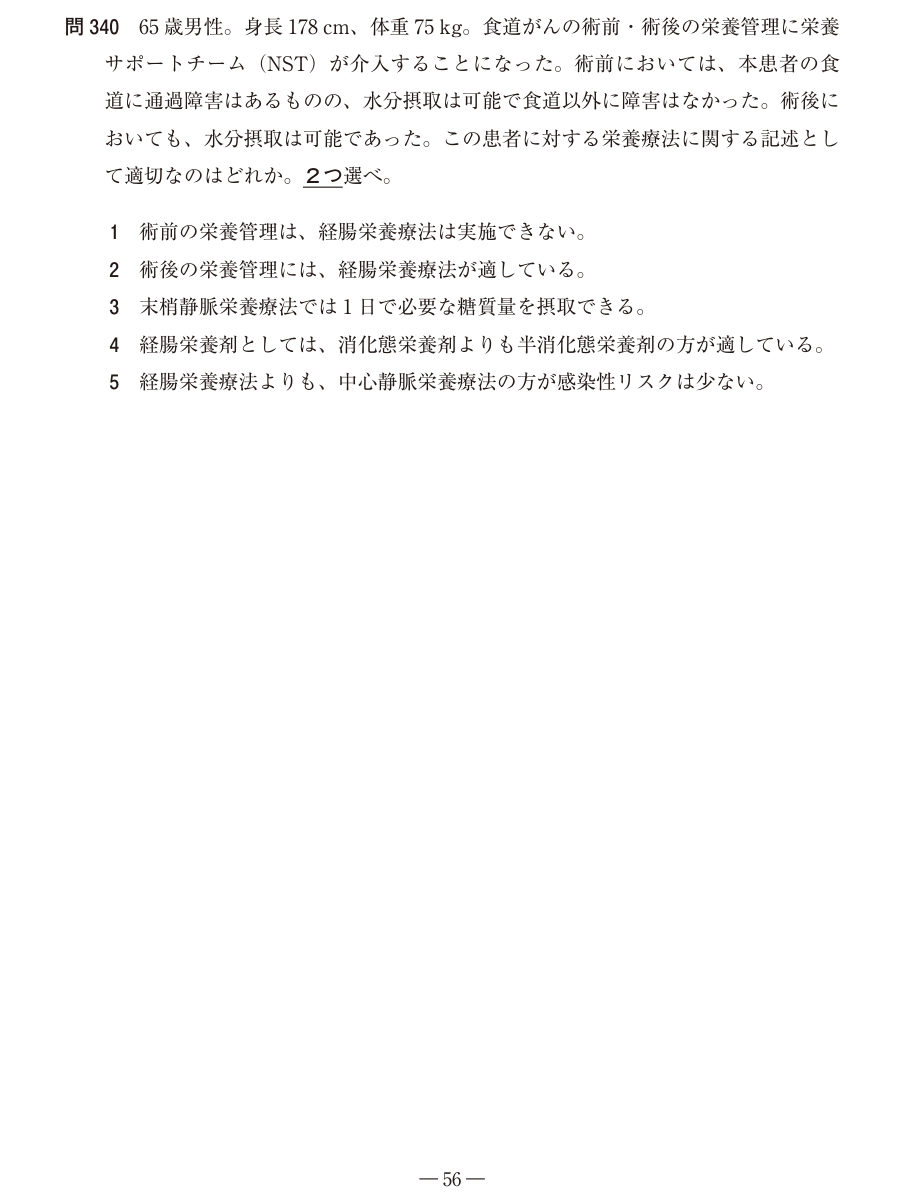 問 340 65 歳男性。身長 178 cm、体重 75 kg。食道がんの術前・術後の栄養管理に栄養
サポートチーム（NST）が介入することになった。術前においては、本患者の食
道に通過障害はあるものの、水分摂取は可能で食道以外に障害はなかった。術後に
おいても、水分摂取は可能であった。この患者に対する栄養療法に関する記述とし
て適切なのはどれか。２つ選べ。
1 術前の栄養管理は、経腸栄養療法は実施できない。
2 術後の栄養管理には、経腸栄養療法が適している。
3 末梢静脈栄養療法では 1 日で必要な糖質量を摂取できる。
4 経腸栄養剤としては、消化態栄養剤よりも半消化態栄養剤の方が適している。
5 経腸栄養療法よりも、中心静脈栄養療法の方が感染性リスクは少ない。
— 56 —